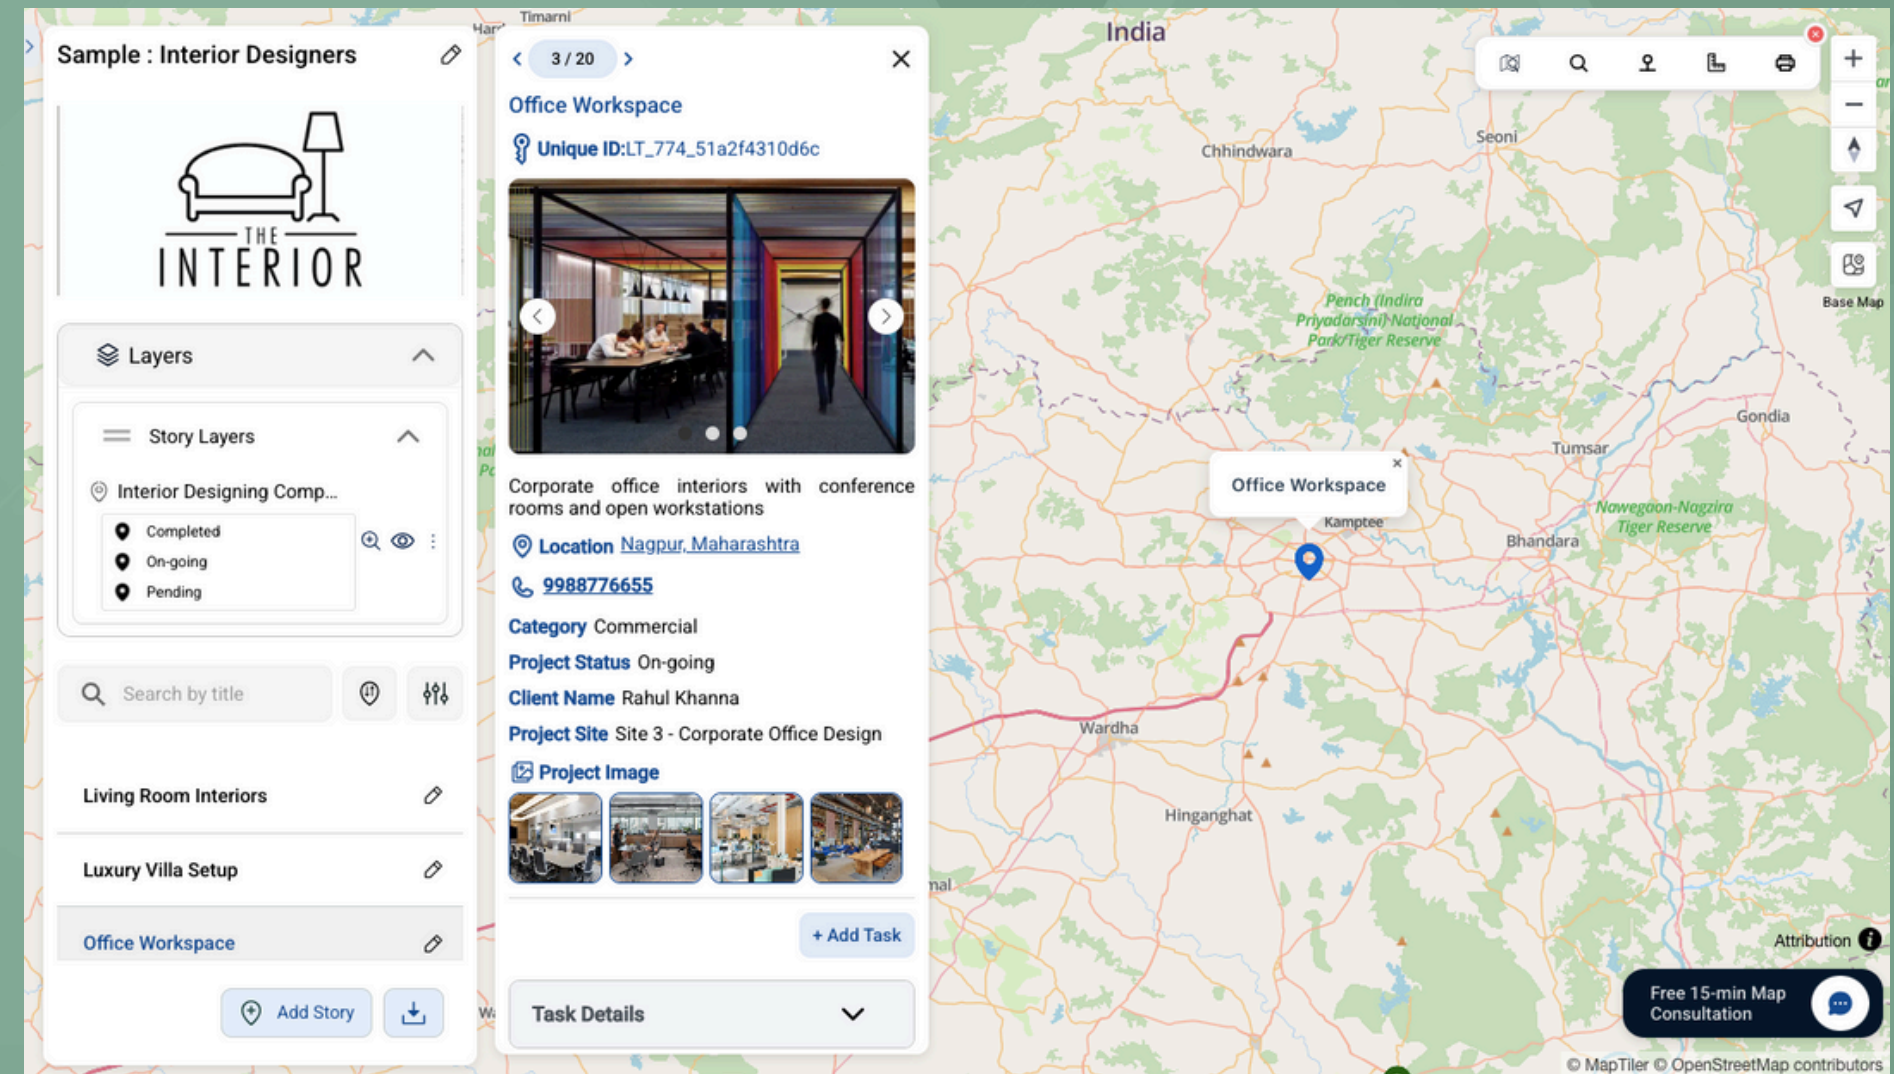 Sample : Interior Designers
THE
INTERIOR
Layers
Story Layers
Interior Designing Comp...
Completed
On-going
Pending
Search by title
Living Room Interiors
Luxury Villa Setup
Office Workspace
Add Story
3 / 20
Office Workspace
Unique ID:LT_774_51a2f4310d6c
Corporate office interiors with conference
rooms and open workstations
Location Nagpur, Maharashtra
9988776655
Category Commercial
Project Status On-going
Client Name Rahul Khanna
Project Site Site 3 - Corporate Office Design
Project Image
+ Add Task
Task Details
Timarni
India
Seoni
Chhindwara
Base Map
Pench (Indira
Priyadarsini) National
Park/Tiger Reserve
Gondia
Tumsar
Office Workspace
Kamptee
Nawegaon-Nagzira
Tiger Reserve
Bhandara
Wardha
Hinganghat
Attribution
Free 15-min Map
Consultation
© MapTiler © OpenStreetMap contributors